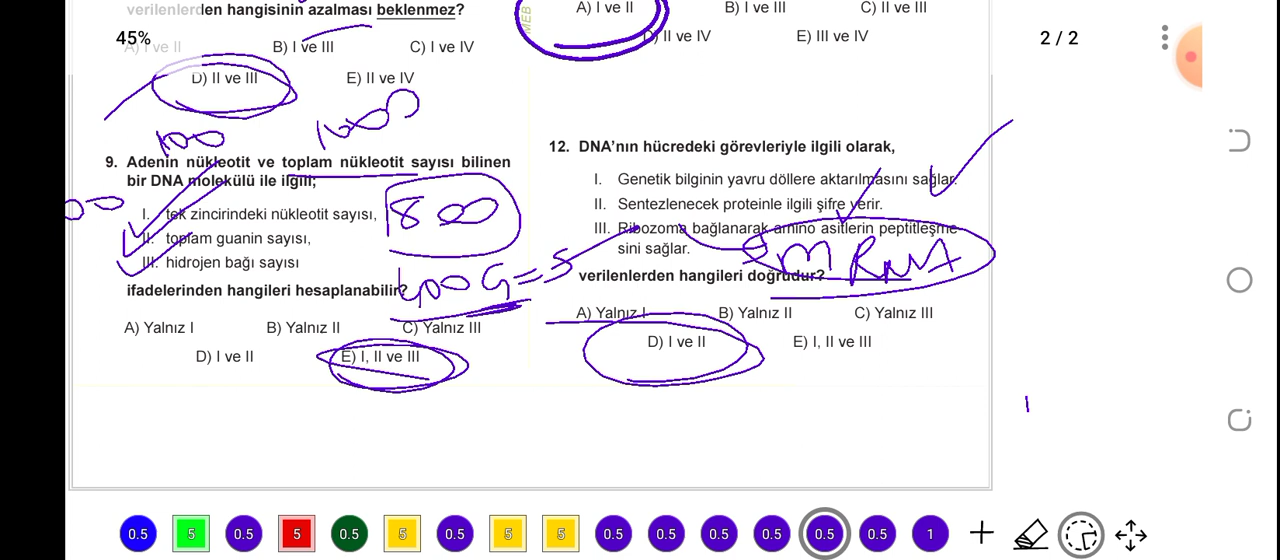 verilenlerden hangisinin azalması beklenmez?
45%
A) I ve II B) I ve III C) I ve IV
D) II ve III E) II ve IV
100
9. Adenin nükleotit ve toplam nükleotit sayısı bilinen
bir DNA molekülü ile ilgili;
I. tek zincirindeki nükleotit sayısı,
II. toplam guanin sayısı,
III. hidrojen bağı sayısı
800
400 G = S
ifadelerinden hangileri hesaplanabilir?
A) Yalnız I B) Yalnız II C) Yalnız III
D) I ve II E) I, II ve III
MEB
A) I ve II B) I ve III C) II ve III
D) II ve IV E) III ve IV
12. DNA’nın hücredeki görevleriyle ilgili olarak,
I. Genetik bilginin yavru döllere aktarılmasını sağlar.
II. Sentezlenecek proteinle ilgili şifre verir.
III. Ribozoma bağlanarak amino asitlerin peptitleşme-
sini sağlar.
mRNA
verilenlerden hangileri doğrudur?
A) Yalnız I B) Yalnız II C) Yalnız III
D) I ve II E) I, II ve III
2 / 2
0.5 5 0.5 5 0.5 5 0.5 5 5 0.5 0.5 0.5 0.5 0.5 0.5 1